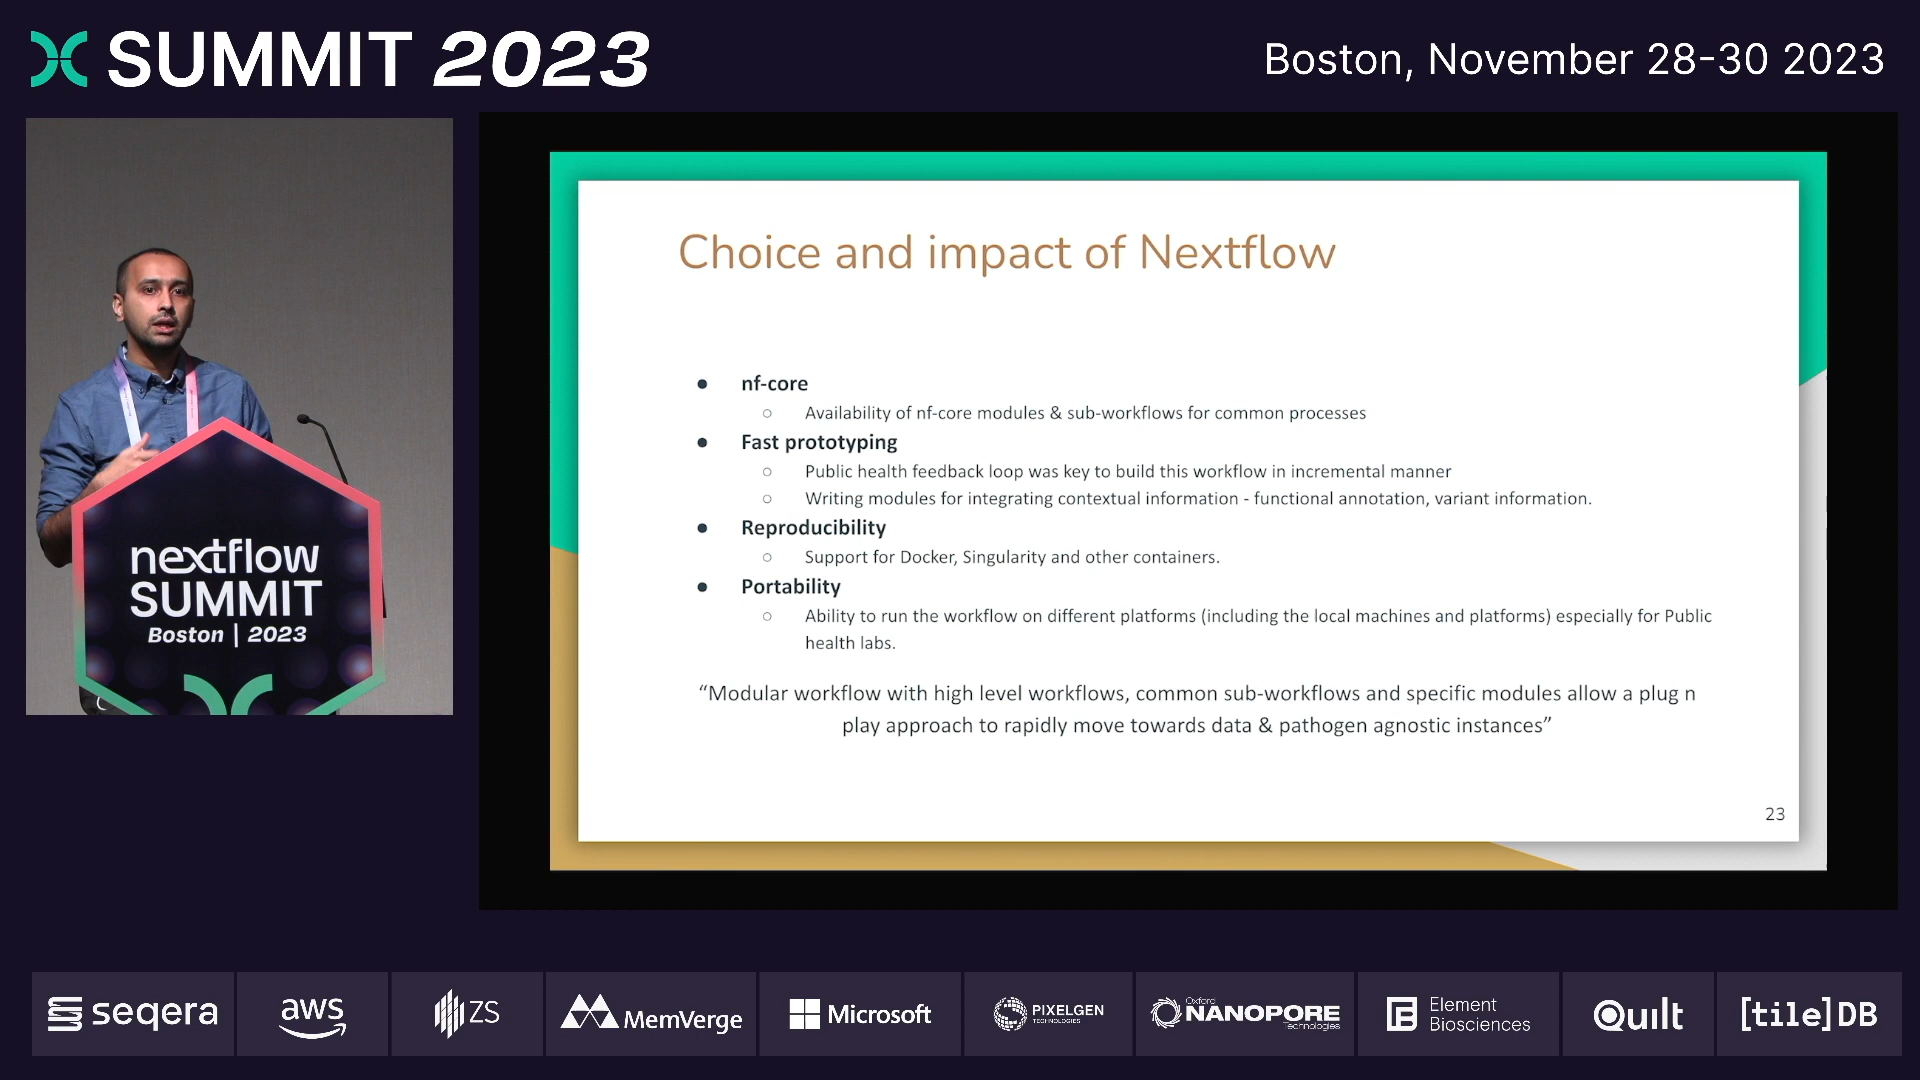 SUMMIT 2023
Boston, November 28-30 2023
nextflow
SUMMIT
Boston | 2023
Choice and impact of Nextflow
● nf-core
○ Availability of nf-core modules & sub-workflows for common processes
● Fast prototyping
○ Public health feedback loop was key to build this workflow in incremental manner
○ Writing modules for integrating contextual information - functional annotation, variant information.
● Reproducibility
○ Support for Docker, Singularity and other containers.
● Portability
○ Ability to run the workflow on different platforms (including the local machines and platforms) especially for Public
health labs.
“Modular workflow with high level workflows, common sub-workflows and specific modules allow a plug n
play approach to rapidly move towards data & pathogen agnostic instances”
23
seqera
aws
ZS
MemVerge
Microsoft
PIXELGEN
TECHNOLOGIES
Oxford
NANOPORE
Technologies
Element
Biosciences
Quilt
[tile]DB